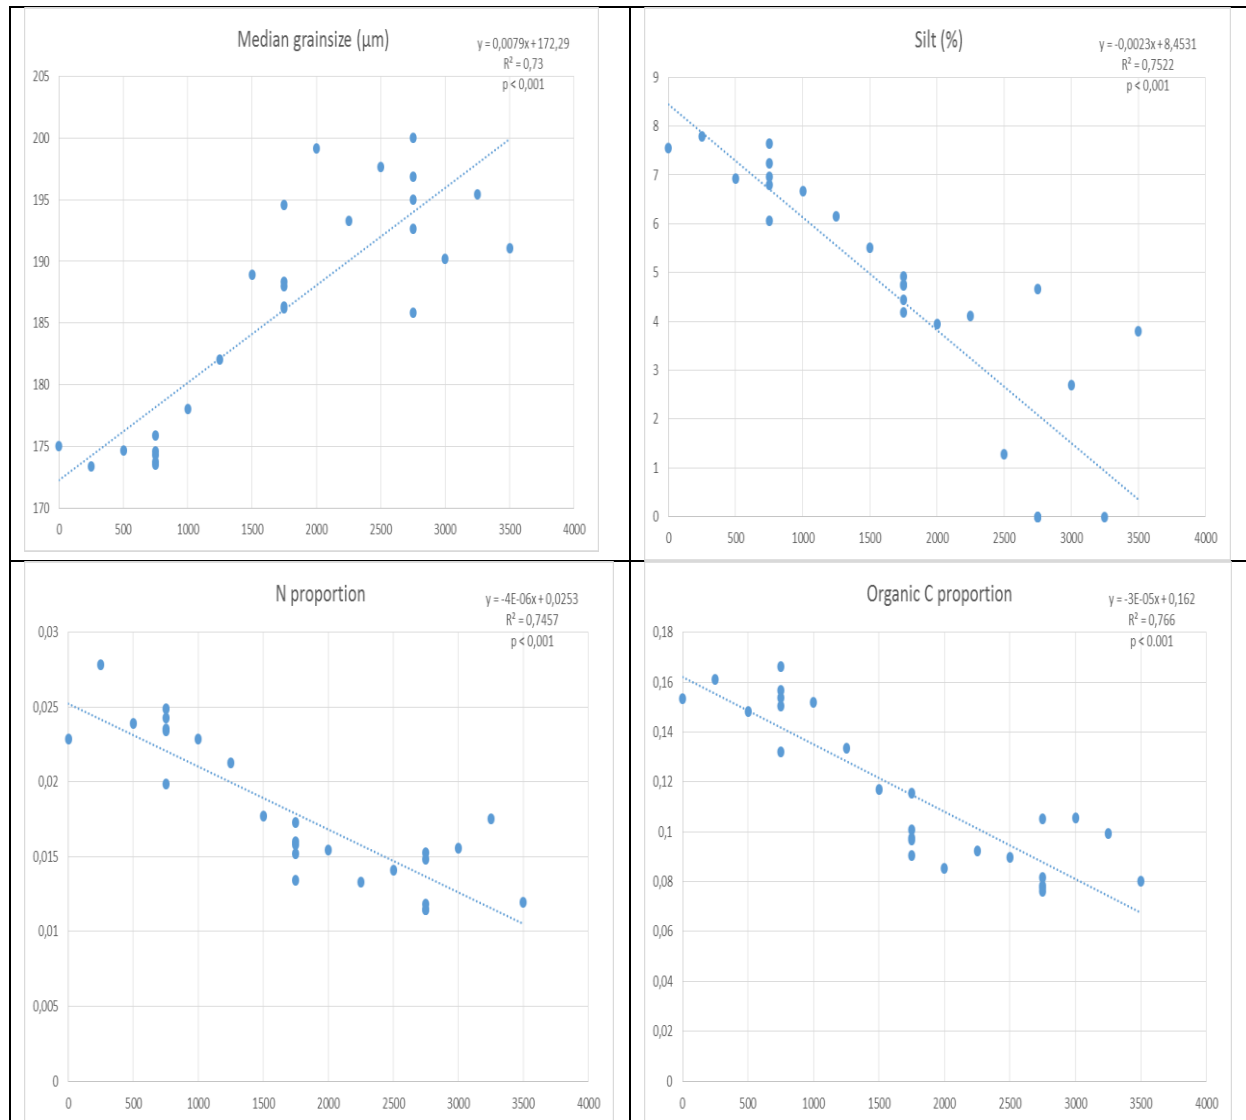 Median grainsize (µm)
y = 0,0079x + 172,29
R² = 0,73
p < 0,001
205
200
195
190
185
180
175
170
0 500 1000 1500 2000 2500 3000 3500 4000
Silt (%)
y = -0,0023x + 8,4531
R² = 0,7522
p < 0,001
9
8
7
6
5
4
3
2
1
0
0 500 1000 1500 2000 2500 3000 3500 4000
N proportion
y = -4E-06x + 0,0253
R² = 0,7457
p < 0,001
0,03
0,025
0,02
0,015
0,01
0,005
0
0 500 1000 1500 2000 2500 3000 3500 4000
Organic C proportion
y = -3E-05x + 0,162
R² = 0,766
p < 0.001
0,18
0,16
0,14
0,12
0,1
0,08
0,06
0,04
0,02
0
0 500 1000 1500 2000 2500 3000 3500 4000